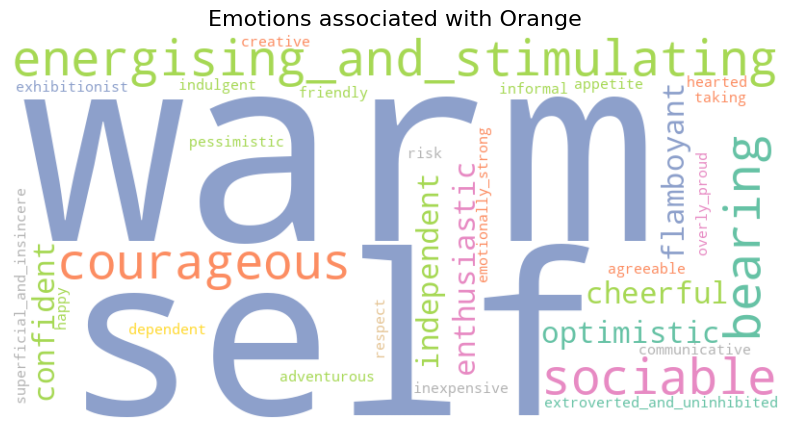 Emotions associated with Orange
energising_and_stimulating
creative
exhibitionist
indulgent
friendly
informal
appetite
hearted
taking
warm
pessimistic
risk
flamboyant
overly_proud
bearing
superficial_and_insincere
confident
happy
courageous
independent
enthusiastic
emotionally_strong
agreeable
cheerful
self
dependent
respect
optimistic
communicative
adventurous
inexpensive
sociable
extroverted_and_uninhibited